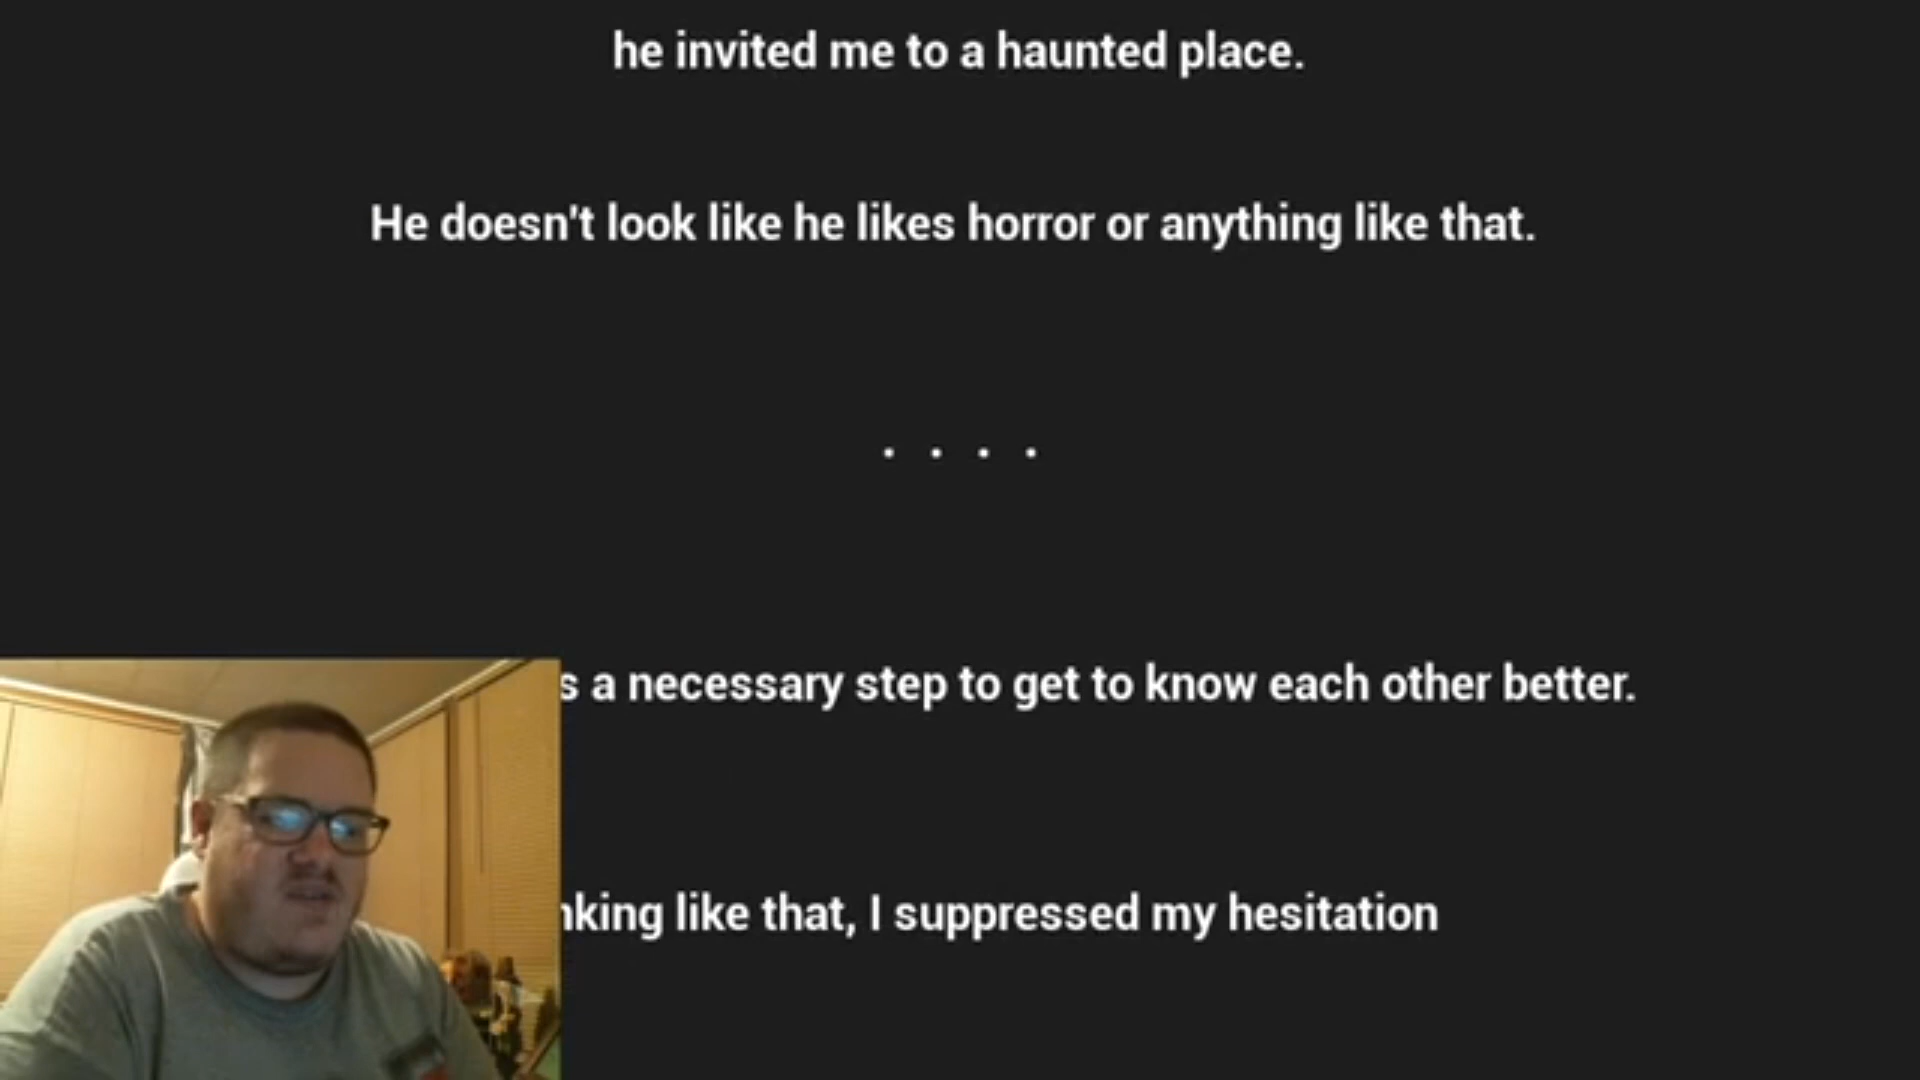 he invited me to a haunted place.
He doesn't look like he likes horror or anything like that.
. . . .
a necessary step to get to know each other better.
like that, I suppressed my hesitation